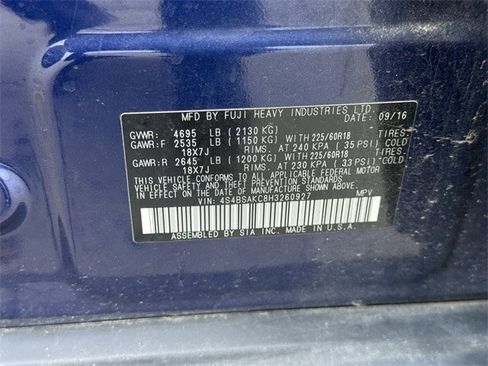 MFD BY FUJI HEAVY INDUSTRIES LTD.
DATE: 09/16
GVWR: 4695 LB (2130 KG)
GAWR:F 2535 LB (1150 KG) WITH 225/60R18 TIRES
18X7J RIMS. AT 240 KPA (35 PSI) COLD
GAWR:R 2645 LB (1200 KG) WITH 225/60R18 TIRES
18X7J RIMS. AT 230 KPA (33 PSI) COLD
THIS VEHICLE CONFORMS TO ALL APPLICABLE FEDERAL MOTOR
VEHICLE SAFETY, BUMPER, AND THEFT PREVENTION STANDARDS
IN EFFECT ON THE DATE OF MANUFACTURE SHOWN ABOVE.
VIN: 4S4BSAKC8H3260927 MPV
ASSEMBLED BY SIA INC. MADE IN U.S.A.